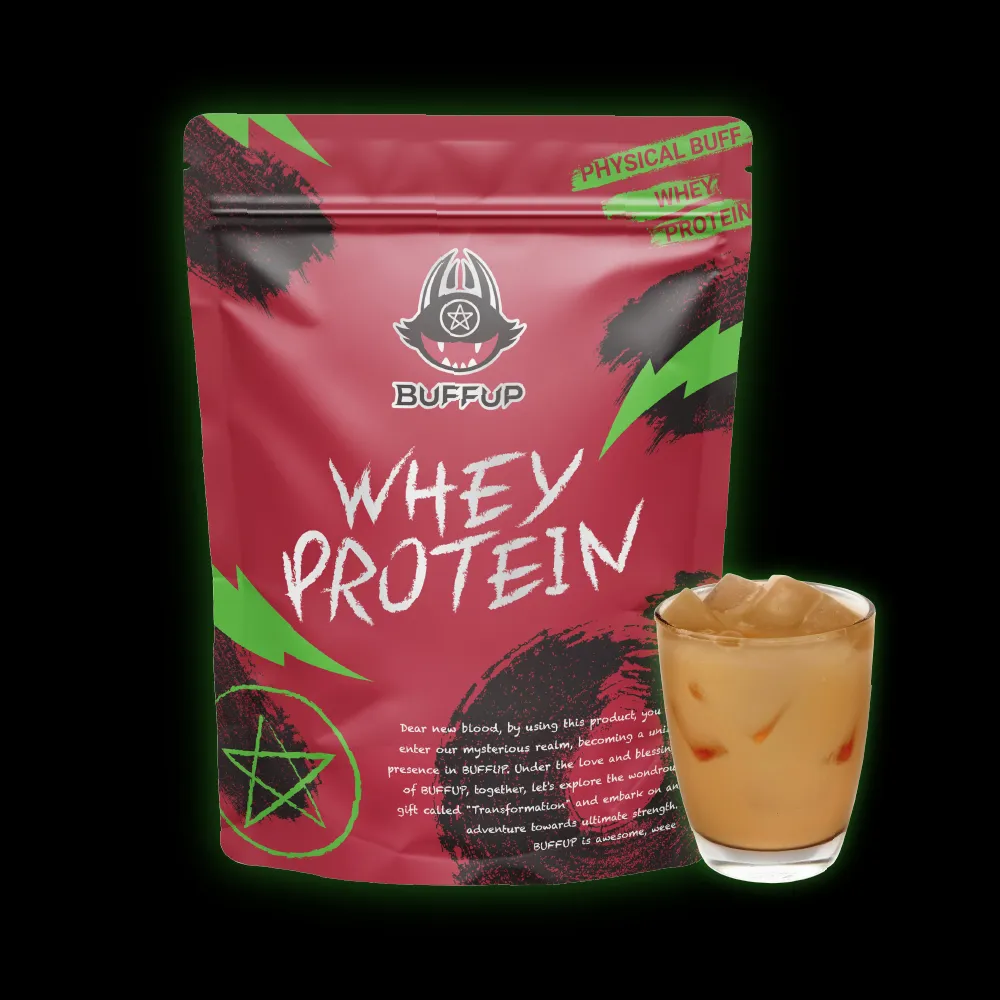 PHYSICAL BUFF
WHEY
PROTEIN
BUFFUP
WHEY
PROTEIN
Dear new blood, by using this product, you
enter our mysterious realm, becoming a
presence in BUFFUP. Under the love and
of BUFFUP, together, let's explore the
gift called "Transformation" and embark on an
adventure towards ultimate strength.
BUFFUP is awesome, weee